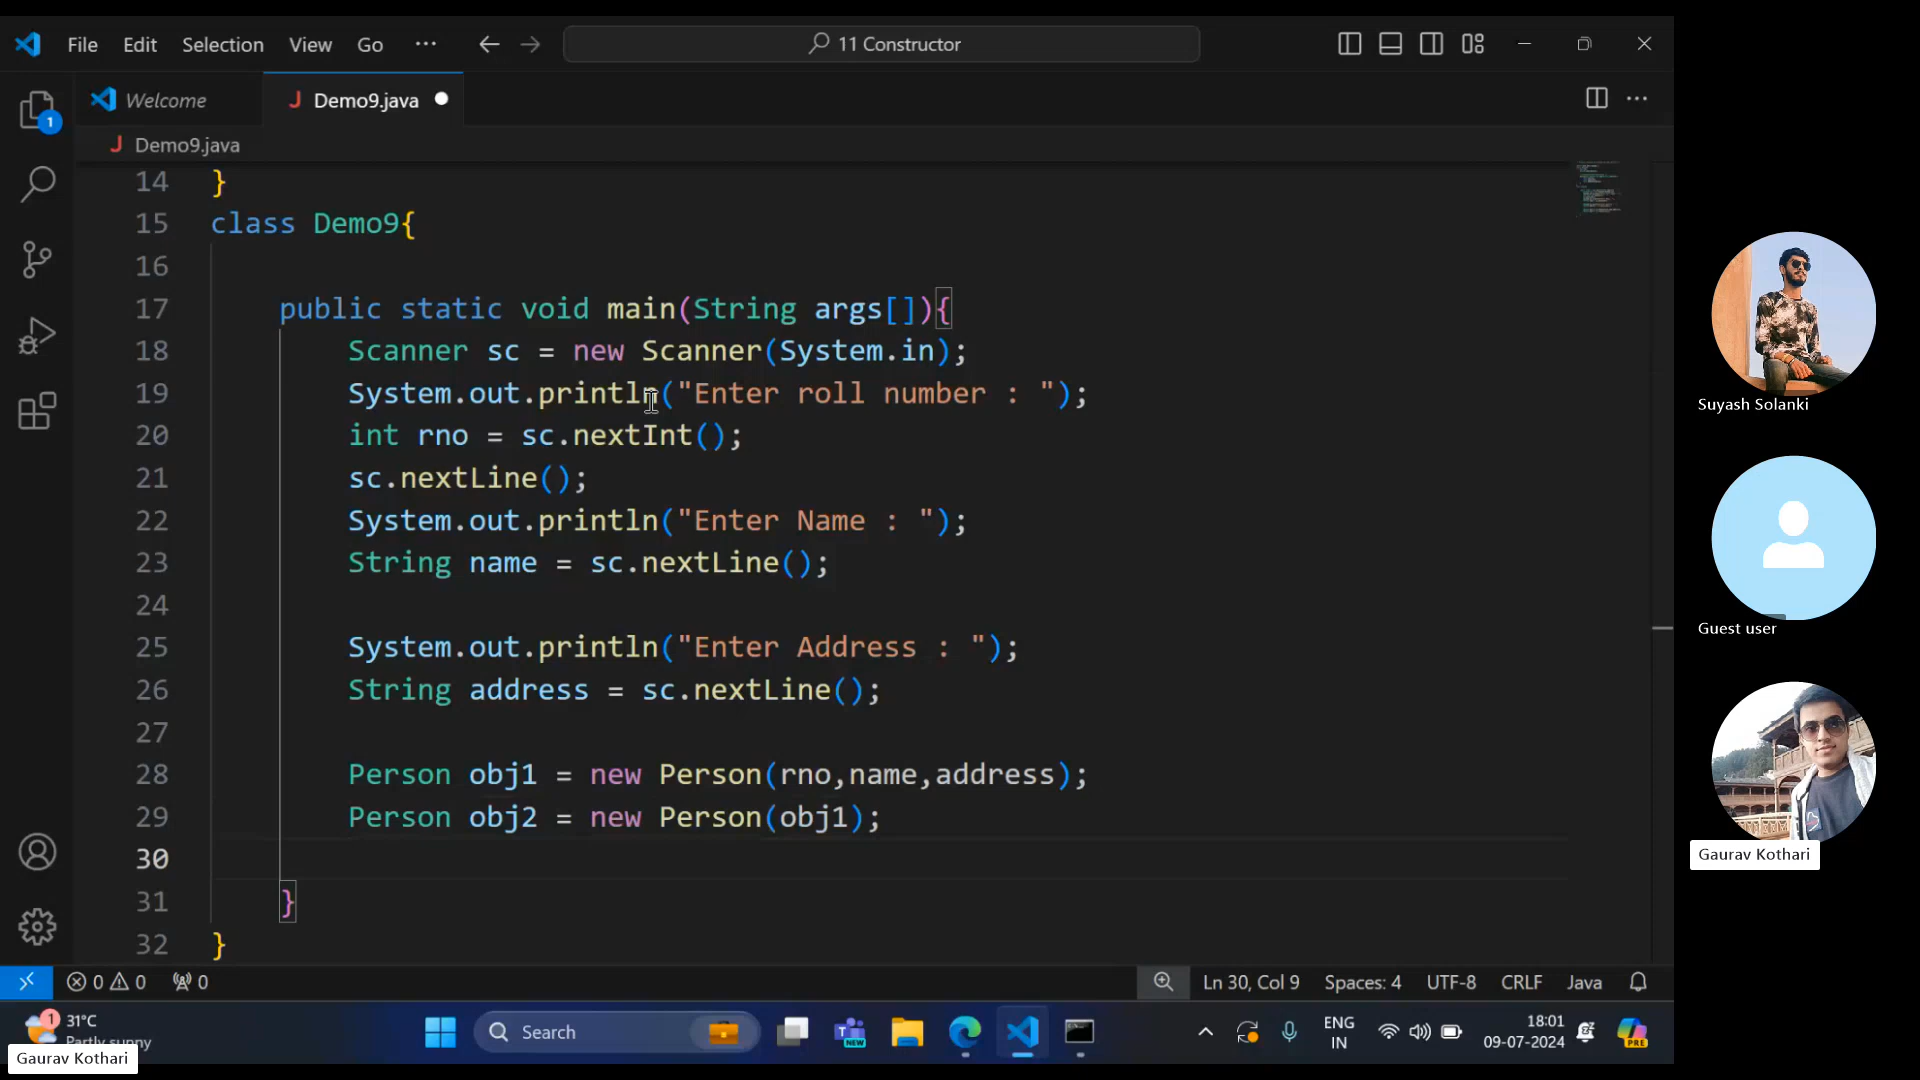 File Edit Selection View Go ··· 11 Constructor
Welcome Demo9.java
1
Demo9.java
14 }
15 class Demo9{
16
17 public static void main(String args[]){
18 Scanner sc = new Scanner(System.in);
19 System.out.println("Enter roll number : ");
20 int rno = sc.nextInt();
21 sc.nextLine();
22 System.out.println("Enter Name : ");
23 String name = sc.nextLine();
24
25 System.out.println("Enter Address : ");
26 String address = sc.nextLine();
27
28 Person obj1 = new Person(rno,name,address);
29 Person obj2 = new Person(obj1);
30
31 }
32 }
Suyash Solanki
Guest user
Gaurav Kothari
0 0 0 Ln 30, Col 9 Spaces: 4 UTF-8 CRLF Java
1 31°C
Partly sunny
Search
NEW
ENG
IN
18:01
09-07-2024
PRE
Gaurav Kothari